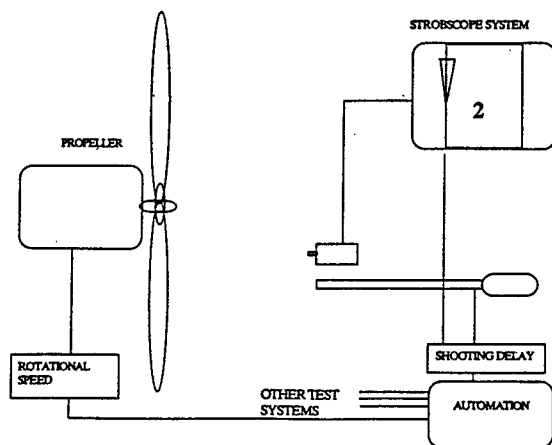 STROBSCOPE SYSTEM
2
PROPELLER
ROTATIONAL
SPEED
SHOOTING DELAY
OTHER TEST
SYSTEMS
AUTOMATION